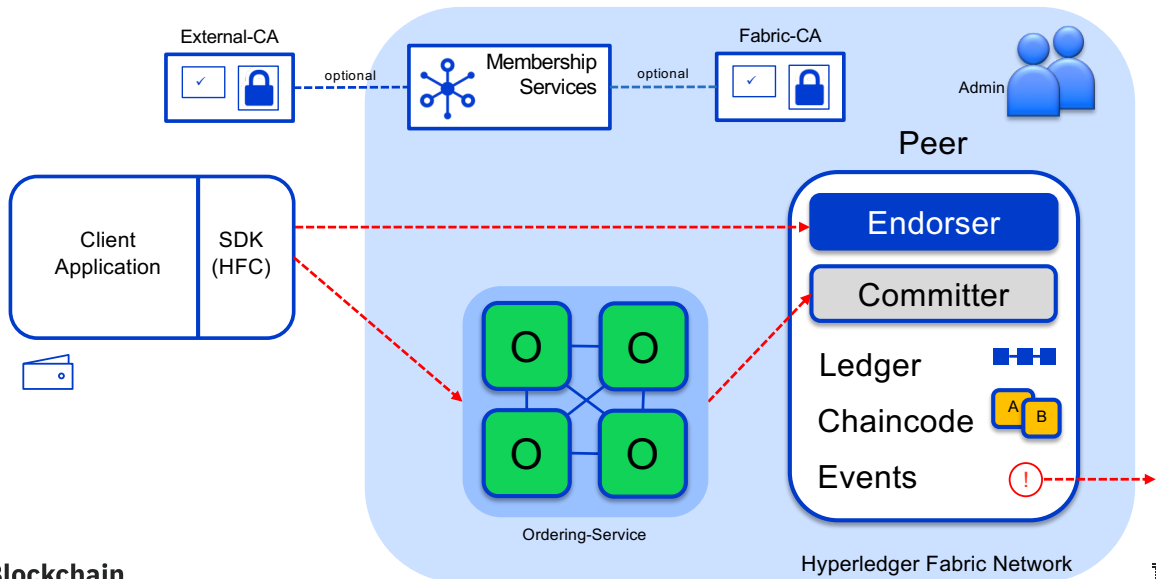 External-CA
Fabric-CA
optional
Membership
Services
optional
Admin
Peer
Client
Application
SDK
(HFC)
Endorser
Committer
O
O
O
O
Ledger
Chaincode
A
B
Events
!
Ordering-Service
Hyperledger Fabric Network